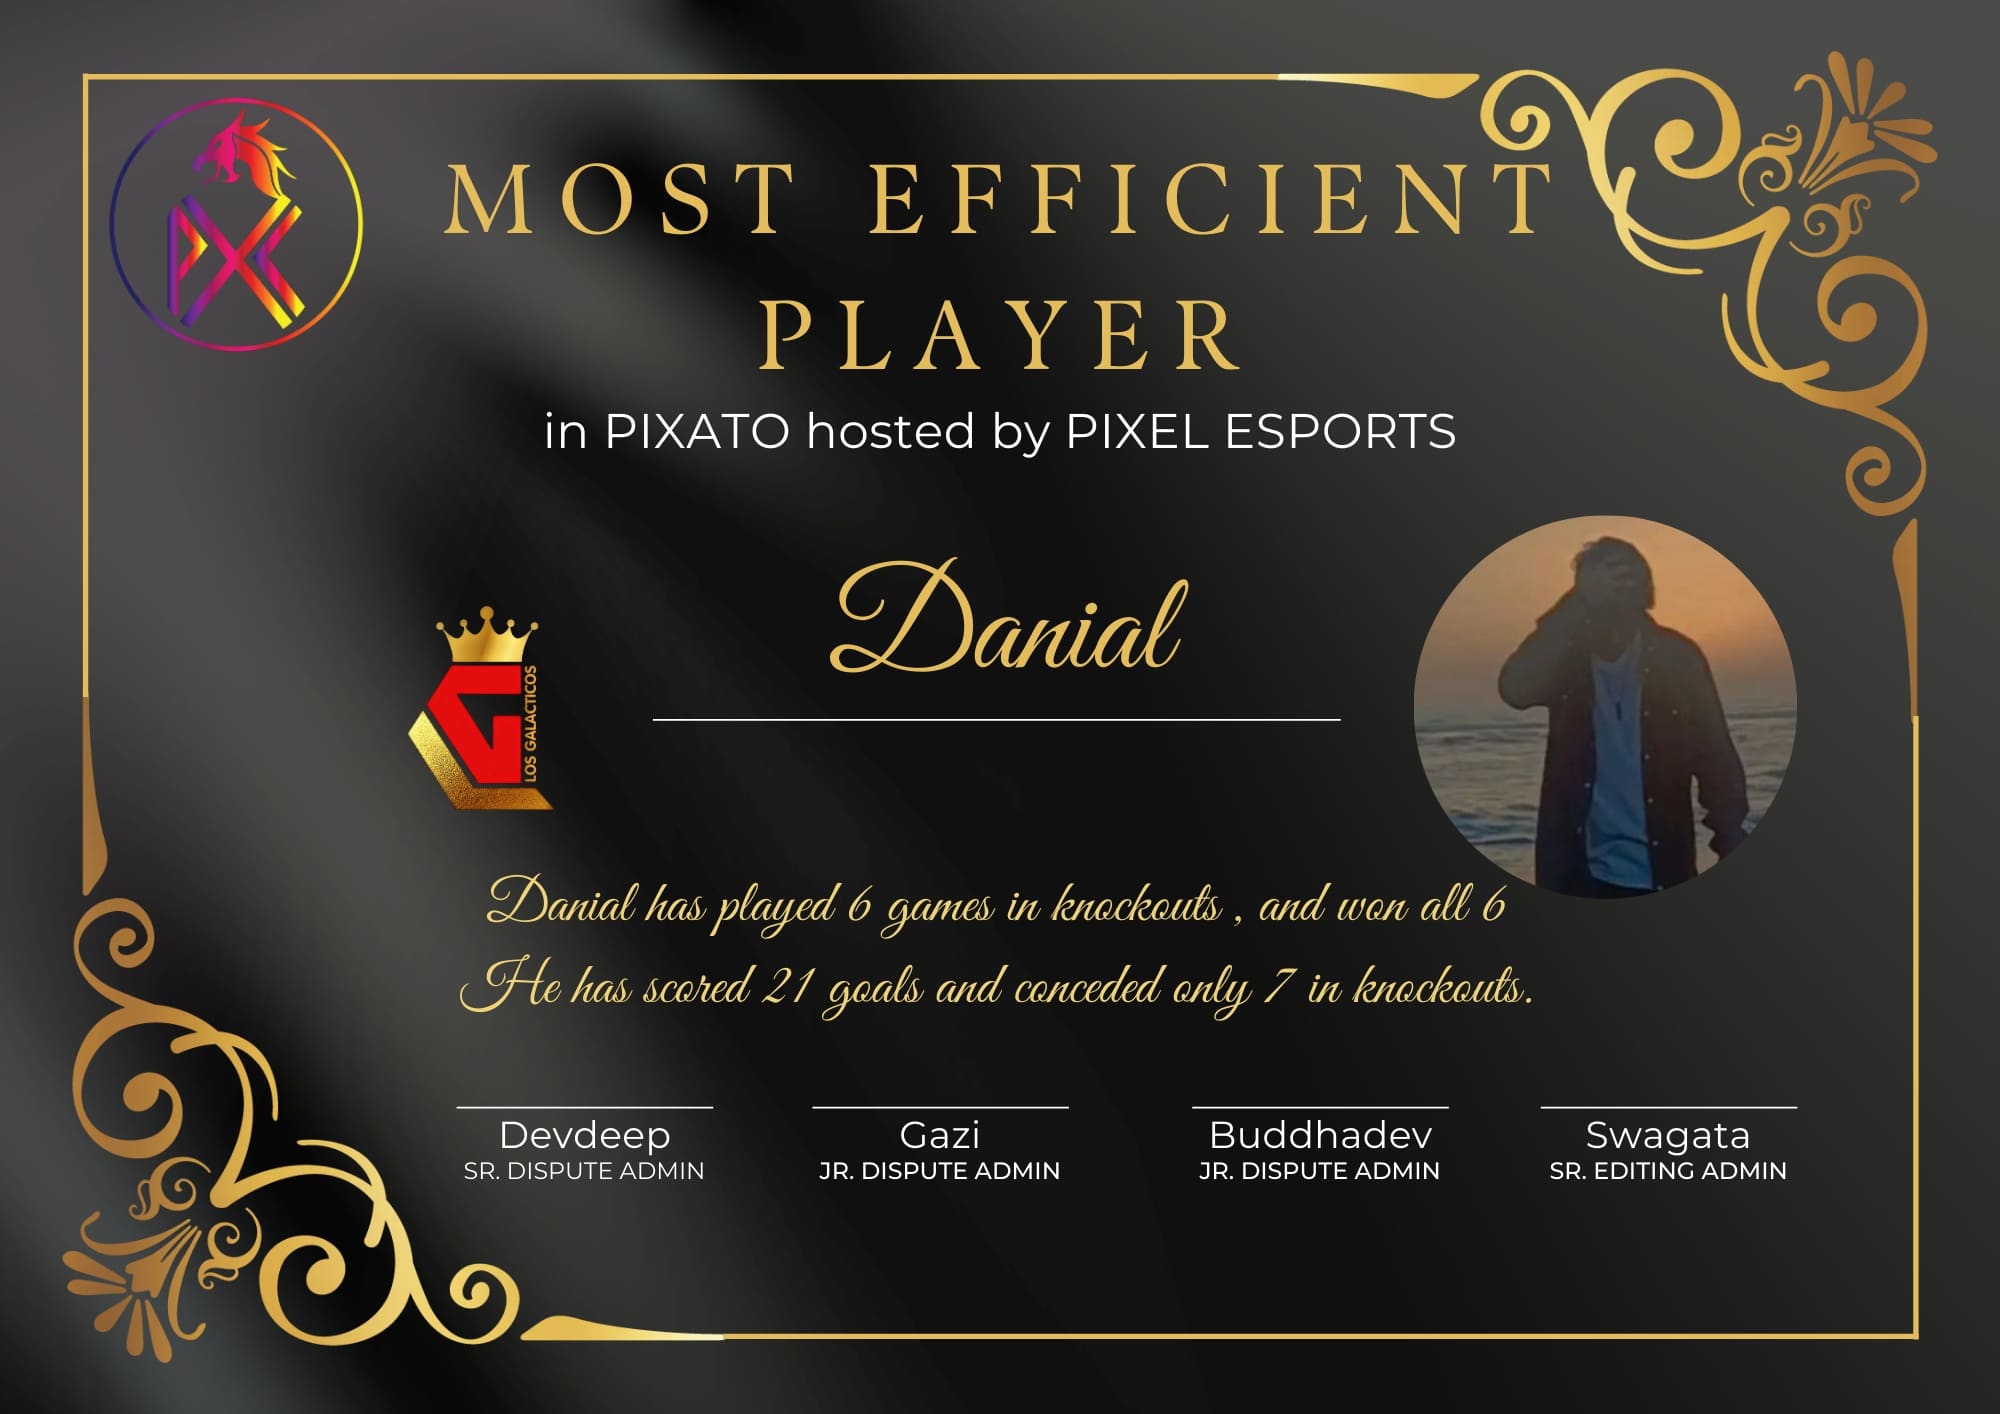 MOST EFFICIENT
PLAYER
in PIXATO hosted by PIXEL ESPORTS
Danial
LOS GALACTICOS
Danial has played 6 games in knockouts , and won all 6
He has scored 21 goals and conceded only 7 in knockouts.
Devdeep
SR. DISPUTE ADMIN
Gazi
JR. DISPUTE ADMIN
Buddhadev
JR. DISPUTE ADMIN
Swagata
SR. EDITING ADMIN